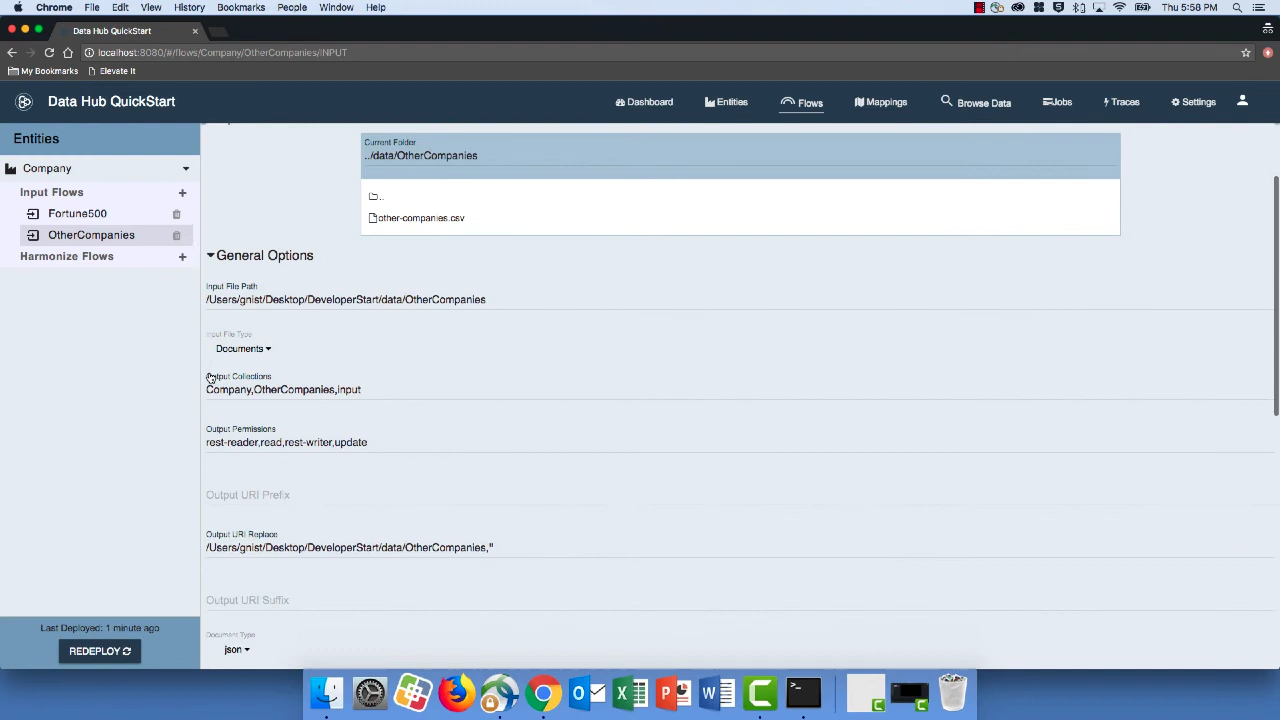 Chrome File Edit View History Bookmarks People Window Help Thu 5:58 PM
Data Hub QuickStart
localhost:8080/#/flows/Company/OtherCompanies/INPUT
My Bookmarks Elevate It
Data Hub QuickStart Dashboard Entities Flows Mappings Browse Data Jobs Traces Settings
Entities
Company
Input Flows
Fortune500
OtherCompanies
Harmonize Flows
Last Deployed: 1 minute ago
REDEPLOY
Current Folder
../data/OtherCompanies
..
other-companies.csv
General Options
Input File Path
/Users/gnist/Desktop/DeveloperStart/data/OtherCompanies
Input File Type
Documents
Output Collections
Company,OtherCompanies,input
Output Permissions
rest-reader,read,rest-writer,update
Output URI Prefix
Output URI Replace
/Users/gnist/Desktop/DeveloperStart/data/OtherCompanies,''
Output URI Suffix
Document Type
json